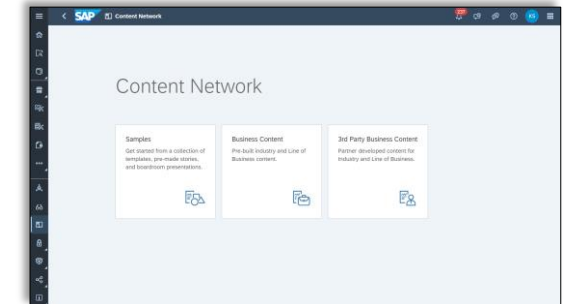 SAP Content Network
KS
Content Network
Samples
Get started from a collection of
templates, pre-made stories,
and boardroom presentations.
Business Content
Pre-built industry and Line of
Business content.
3rd Party Business Content
Partner developed content for
Industry and Line of Business.